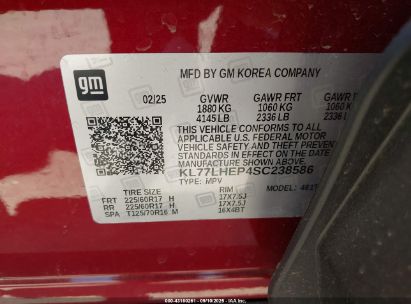 gm
MFD BY GM KOREA COMPANY
02/25 GVWR GAWR FRT GAWR
1880 KG 1060 KG 1060 K
4145 LB 2336 LB 2336
THIS VEHICLE CONFORMS TO ALL
APPLICABLE U.S. FEDERAL MOTOR
VEHICLE SAFETY AND THEFT
PREVENTION STANDARDS IN EFFECT
ON THE DATE OF MANUFACTURE
SHOWN ABOVE.
KL77LHEP4SC238586
TYPE: MPV MODEL:
TIRE SIZE RIM
FRT 225/60R17 H 17X7.5J
RR 225/60R17 H 17X7.5J
SPA T125/70R16 M 16X4BT